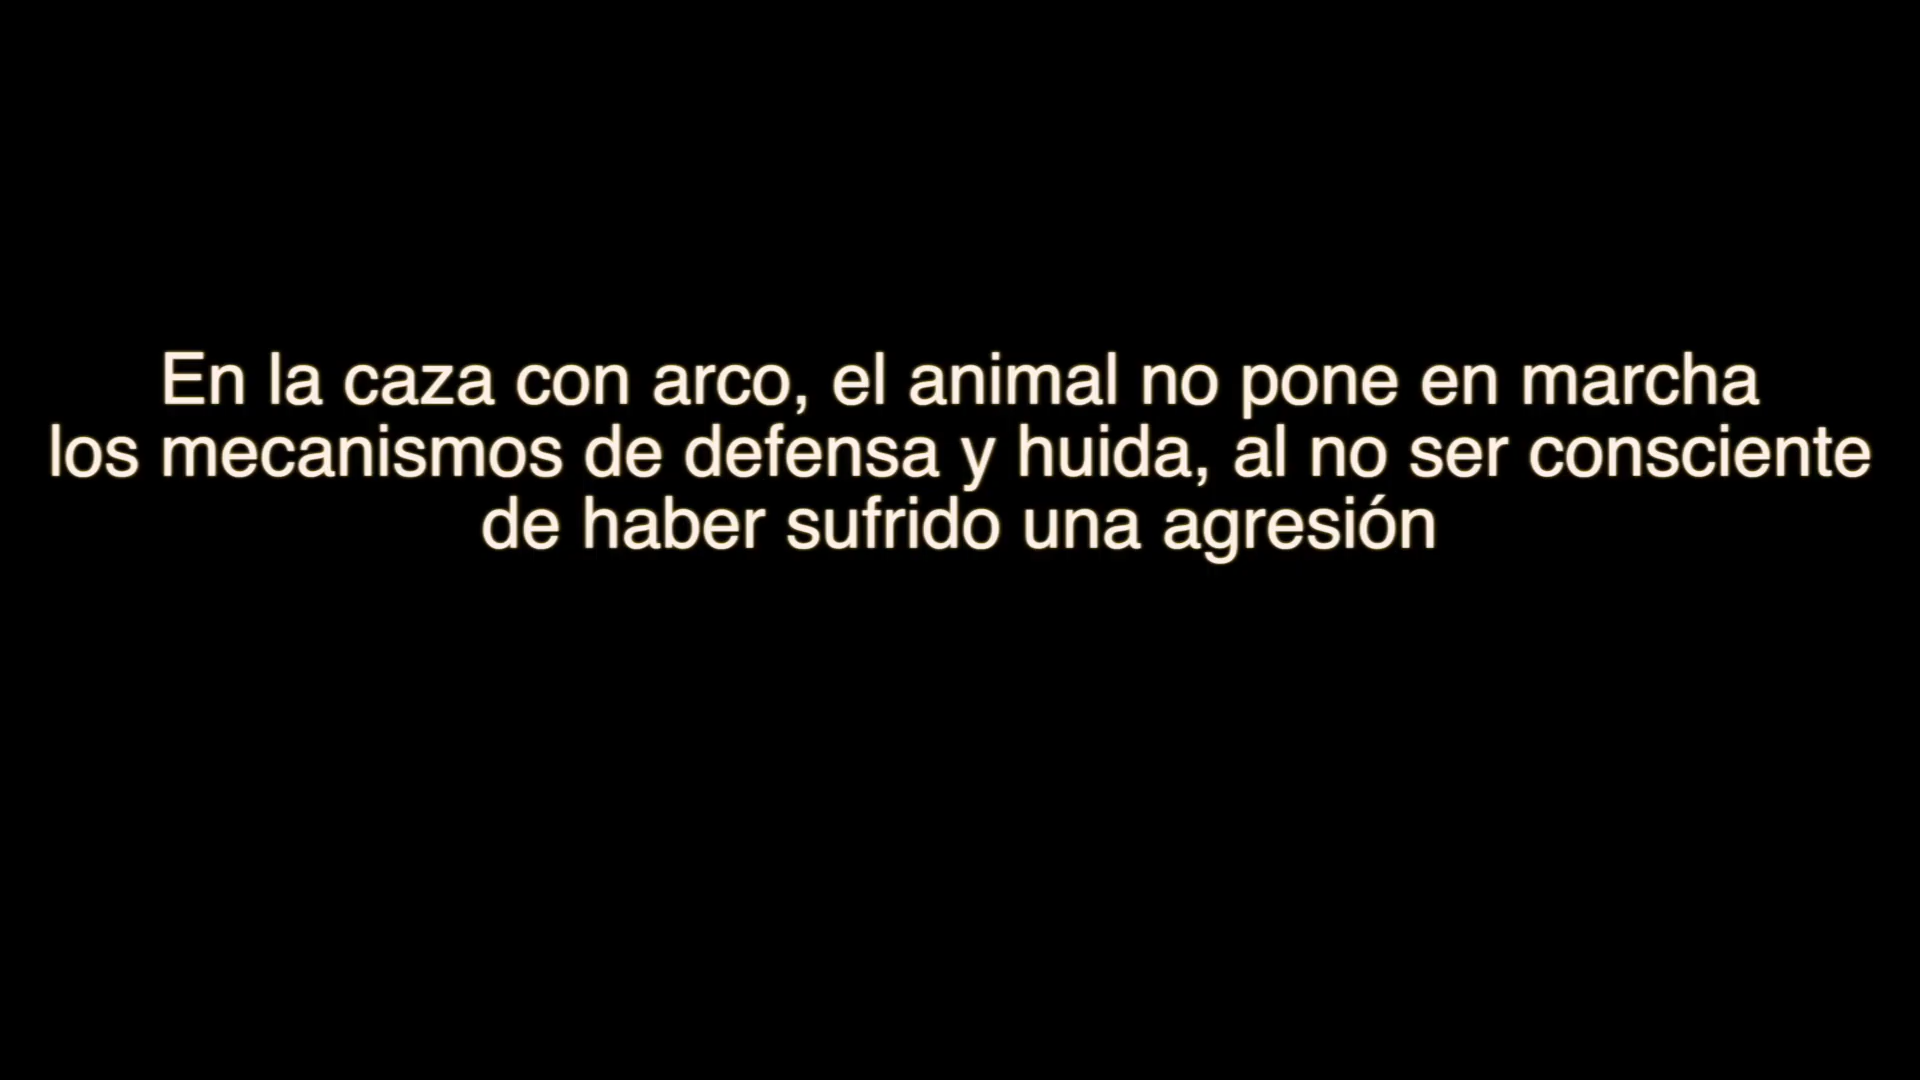 En la caza con arco, el animal no pone en marcha
los mecanismos de defensa y huida, al no ser consciente
de haber sufrido una agresión